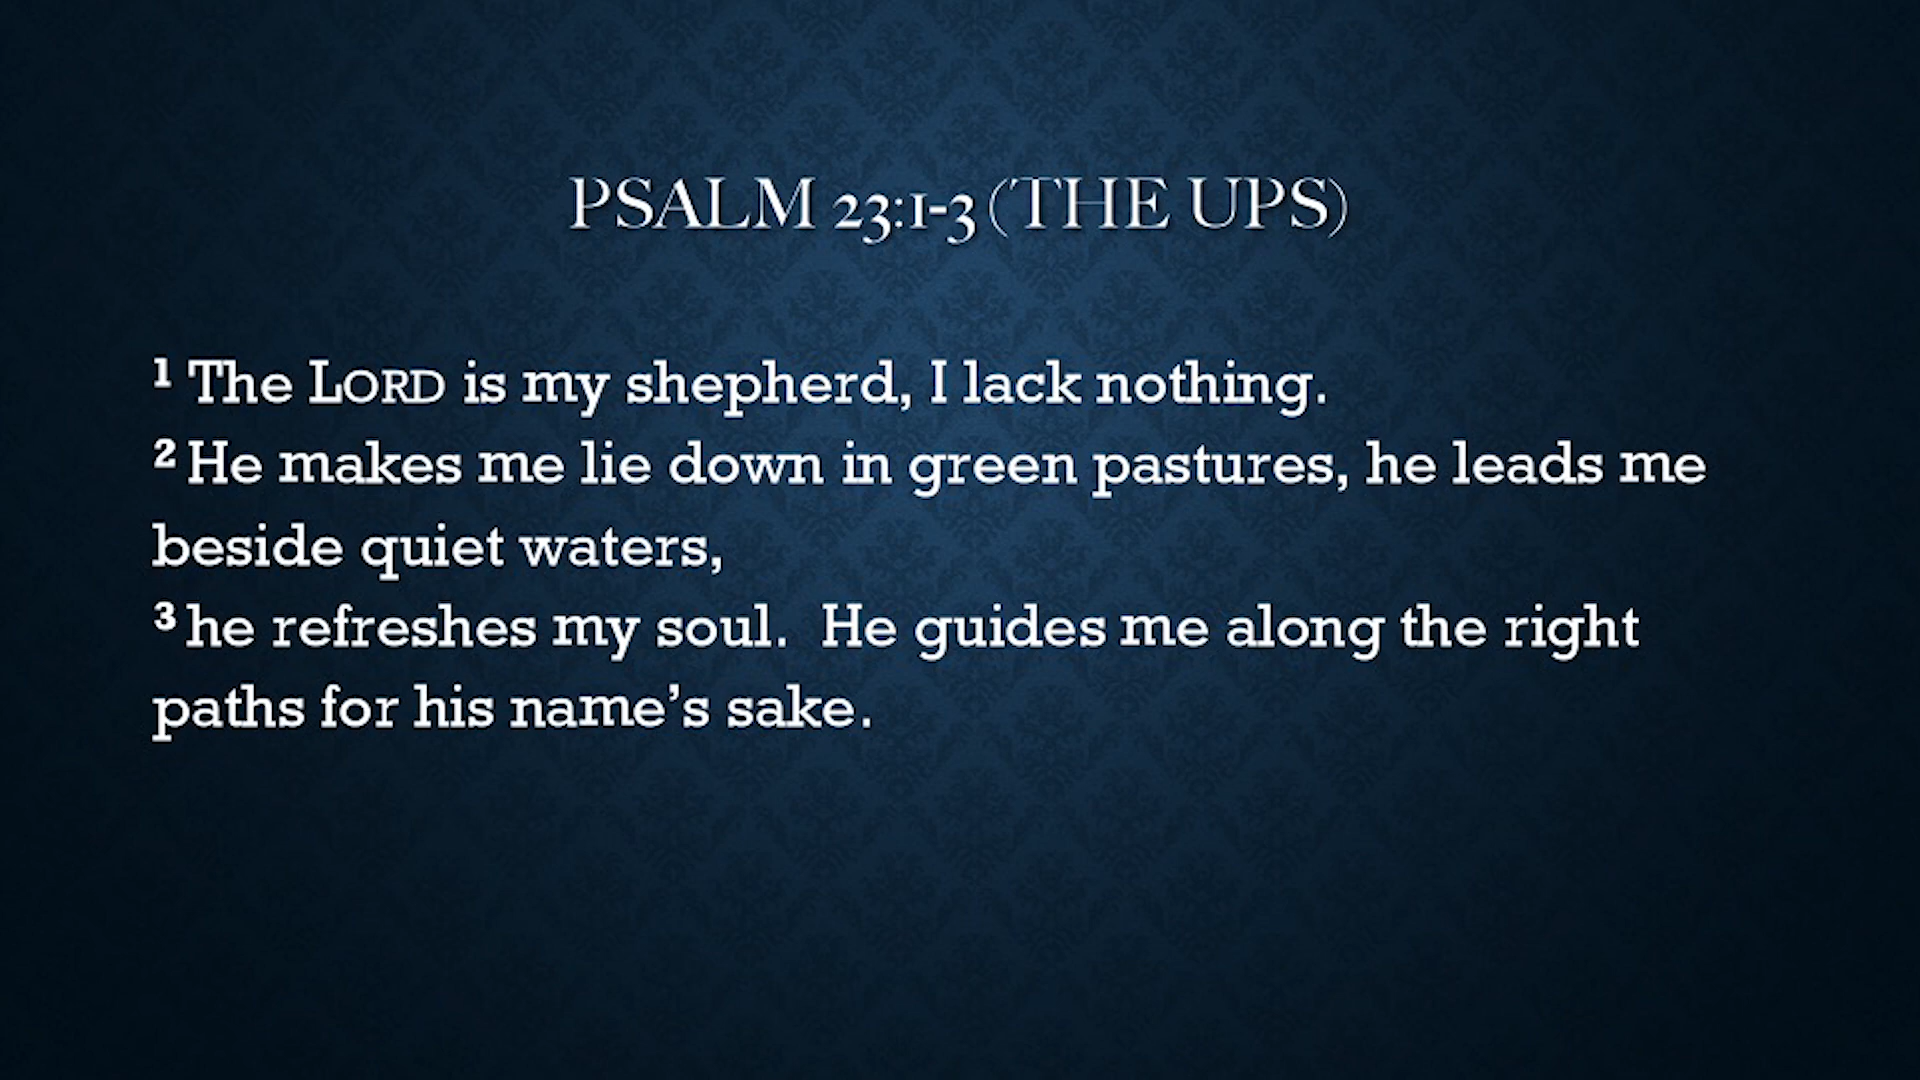 PSALM 23:1-3 (THE UPS)
¹ The LORD is my shepherd, I lack nothing.
² He makes me lie down in green pastures, he leads me
beside quiet waters,
³ he refreshes my soul.  He guides me along the right
paths for his name’s sake.